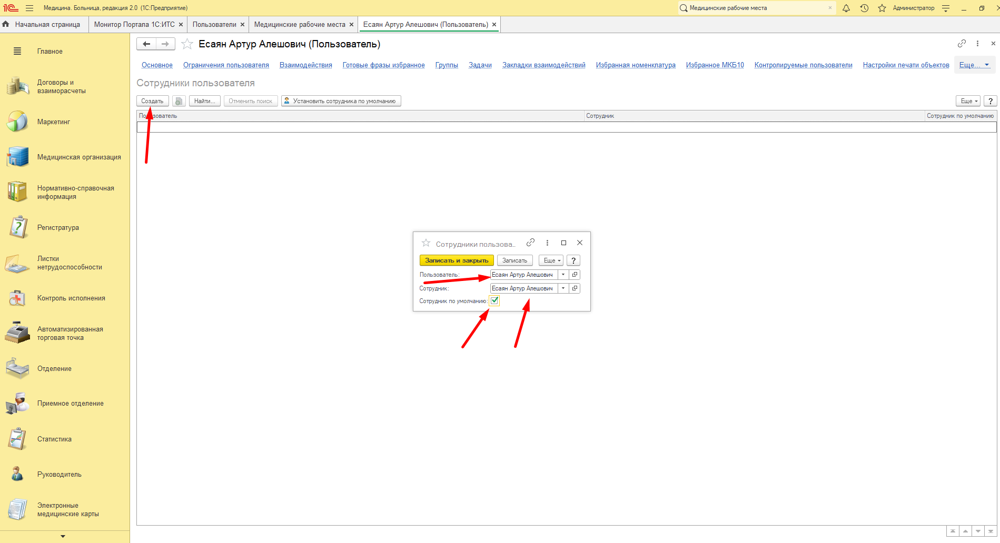 1С Медицина. Больница, редакция 2.0 (1С:Предприятие) Медицинские рабочие места × Администратор
Начальная страница Монитор Портала 1С:ИТС × Пользователи × Медицинские рабочие места × Есаян Артур Алешович (Пользователь) ×
Главное
Договоры и
взаиморасчеты
Маркетинг
Медицинская организация
Нормативно-справочная
информация
Регистратура
Листки
нетрудоспособности
Контроль исполнения
Автоматизированная
торговая точка
Отделение
Приемное отделение
Статистика
Руководитель
Электронные
медицинские карты
Есаян Артур Алешович (Пользователь)
Основное Ограничения пользователя Взаимодействия Готовые фразы избранное Группы Задачи Закладки взаимодействий Избранная номенклатура Избранное МКБ10 Контролируемые пользователи Настройки печати объектов Еще...
Сотрудники пользователя
Создать Найти... Отменить поиск Установить сотрудника по умолчанию Еще ?
Пользователь Сотрудник Сотрудник по умолчанию
Сотрудники пользова...
Записать и закрыть Записать Еще ?
Пользователь: Есаян Артур Алешович
Сотрудник: Есаян Артур Алешович
Сотрудник по умолчанию: